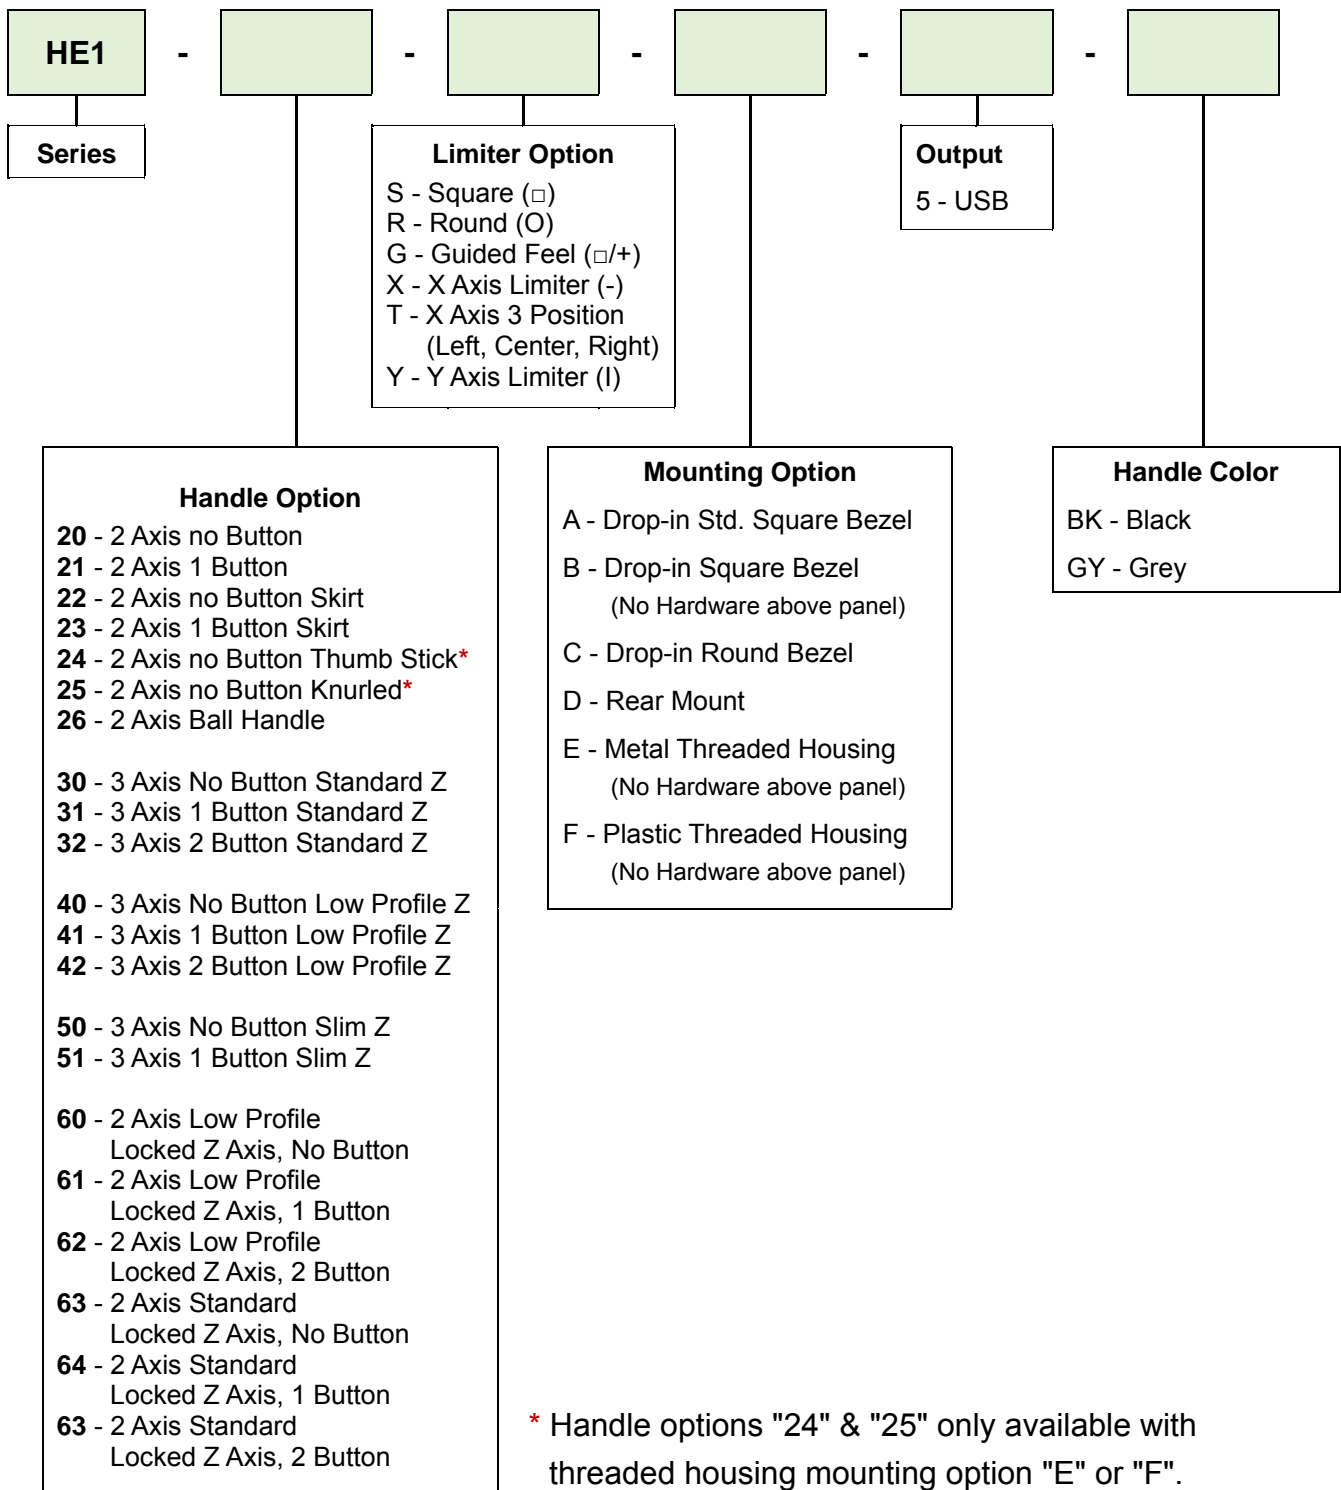 HE1 - - - - -
Series
Limiter Option
S - Square (□)
R - Round (O)
G - Guided Feel (□/+)
X - X Axis Limiter (-)
T - X Axis 3 Position
(Left, Center, Right)
Y - Y Axis Limiter (I)
Output
5 - USB
Handle Option
20 - 2 Axis no Button
21 - 2 Axis 1 Button
22 - 2 Axis no Button Skirt
23 - 2 Axis 1 Button Skirt
24 - 2 Axis no Button Thumb Stick*
25 - 2 Axis no Button Knurled*
26 - 2 Axis Ball Handle
30 - 3 Axis No Button Standard Z
31 - 3 Axis 1 Button Standard Z
32 - 3 Axis 2 Button Standard Z
40 - 3 Axis No Button Low Profile Z
41 - 3 Axis 1 Button Low Profile Z
42 - 3 Axis 2 Button Low Profile Z
50 - 3 Axis No Button Slim Z
51 - 3 Axis 1 Button Slim Z
60 - 2 Axis Low Profile
Locked Z Axis, No Button
61 - 2 Axis Low Profile
Locked Z Axis, 1 Button
62 - 2 Axis Low Profile
Locked Z Axis, 2 Button
63 - 2 Axis Standard
Locked Z Axis, No Button
64 - 2 Axis Standard
Locked Z Axis, 1 Button
63 - 2 Axis Standard
Locked Z Axis, 2 Button
Mounting Option
A - Drop-in Std. Square Bezel
B - Drop-in Square Bezel
(No Hardware above panel)
C - Drop-in Round Bezel
D - Rear Mount
E - Metal Threaded Housing
(No Hardware above panel)
F - Plastic Threaded Housing
(No Hardware above panel)
Handle Color
BK - Black
GY - Grey
* Handle options "24" & "25" only available with
threaded housing mounting option "E" or "F".